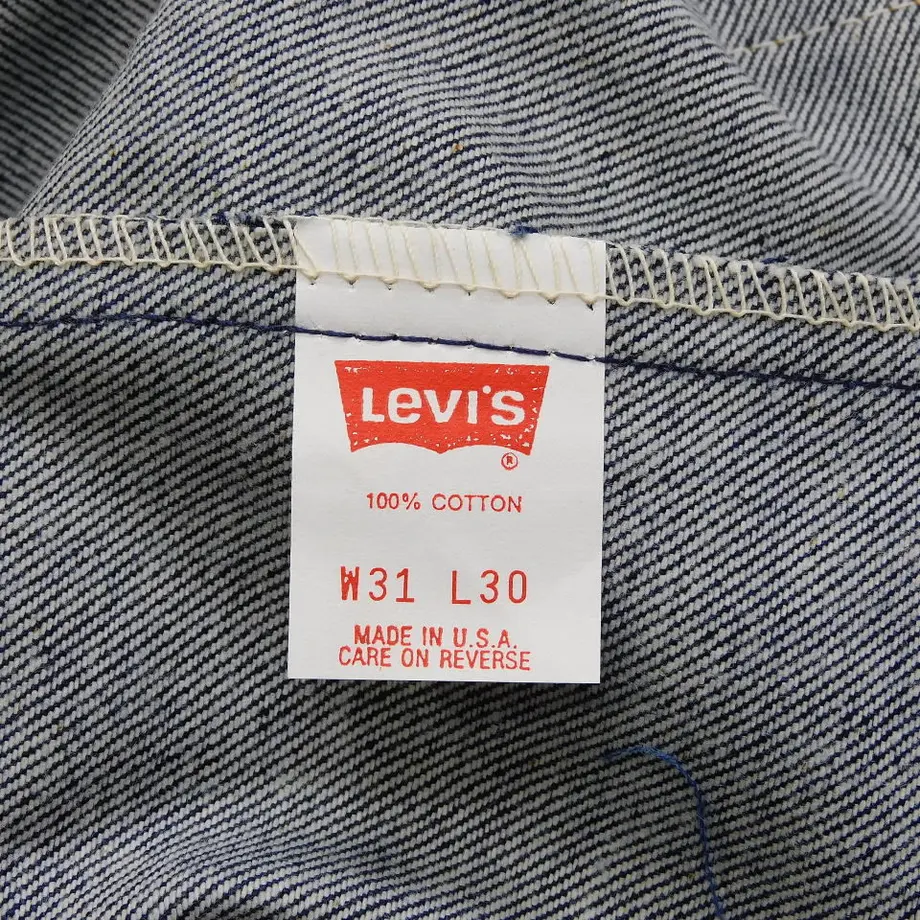 Levi's
®
100% COTTON
W31 L30
MADE IN U.S.A.
CARE ON REVERSE